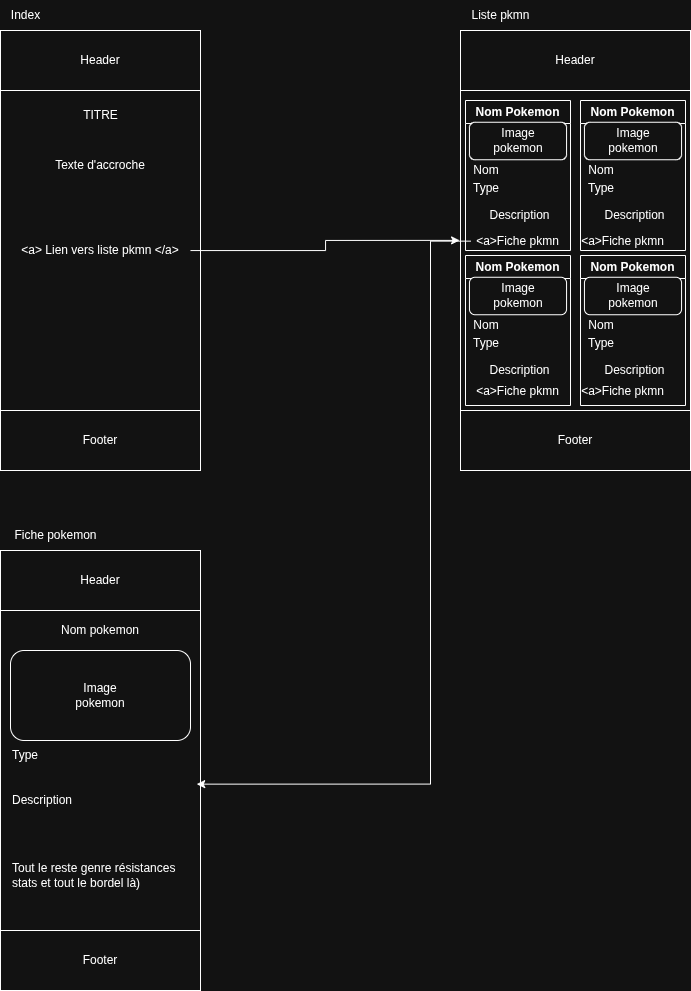 Index
Header
TITRE
Texte d'accroche
<a> Lien vers liste pkmn </a>
Footer
Liste pkmn
Header
Nom Pokemon
Image
pokemon
Nom
Type
Description
<a>Fiche pkmn
Nom Pokemon
Image
pokemon
Nom
Type
Description
<a>Fiche pkmn
Nom Pokemon
Image
pokemon
Nom
Type
Description
<a>Fiche pkmn
Nom Pokemon
Image
pokemon
Nom
Type
Description
<a>Fiche pkmn
Footer
Fiche pokemon
Header
Nom pokemon
Image
pokemon
Type
Description
Tout le reste genre résistances
stats et tout le bordel là)
Footer